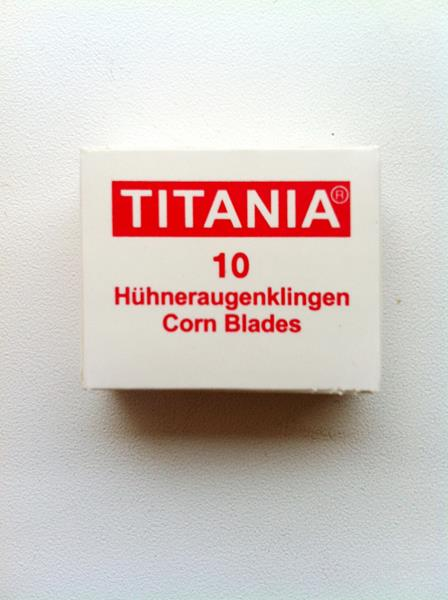 TITANIA®
10
Hühneraugenklingen
Corn Blades